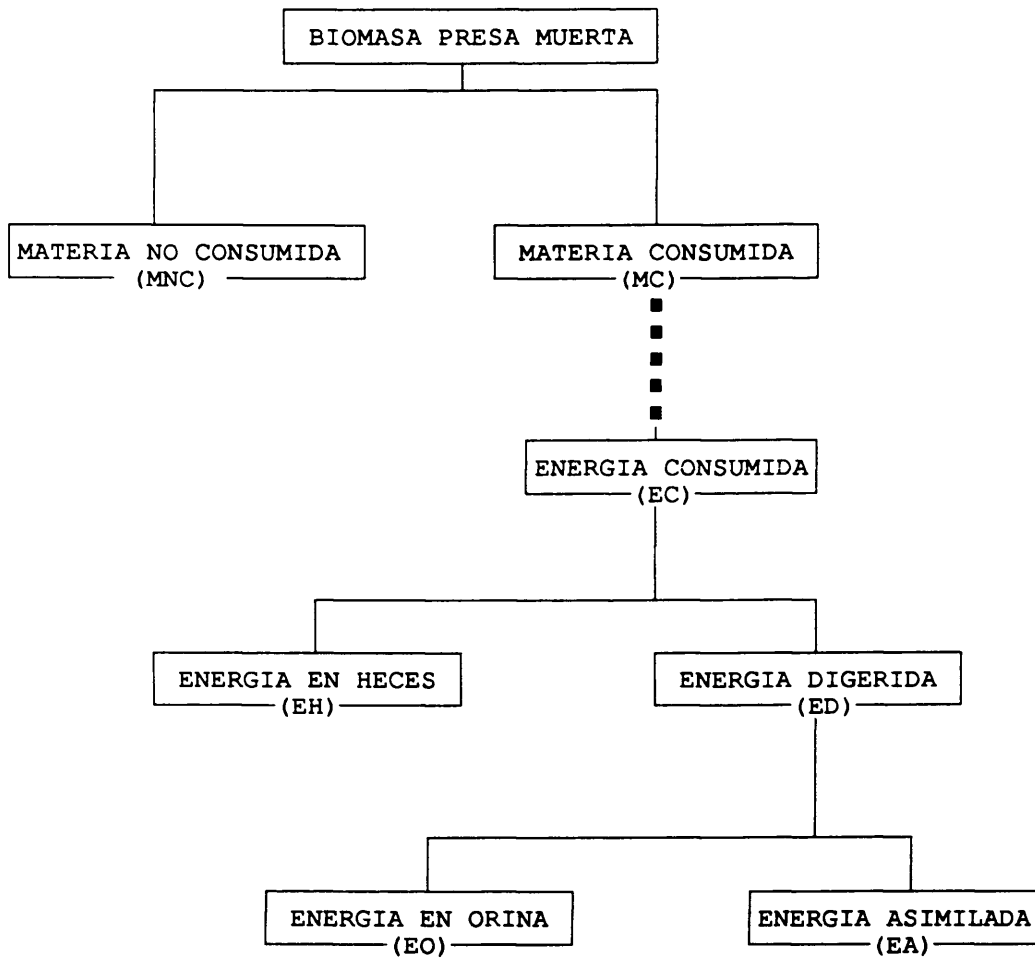 BIOMASA PRESA MUERTA
MATERIA NO CONSUMIDA
(MNC)
MATERIA CONSUMIDA
(MC)
ENERGIA CONSUMIDA
(EC)
ENERGIA EN HECES
(EH)
ENERGIA DIGERIDA
(ED)
ENERGIA EN ORINA
(EO)
ENERGIA ASIMILADA
(EA)